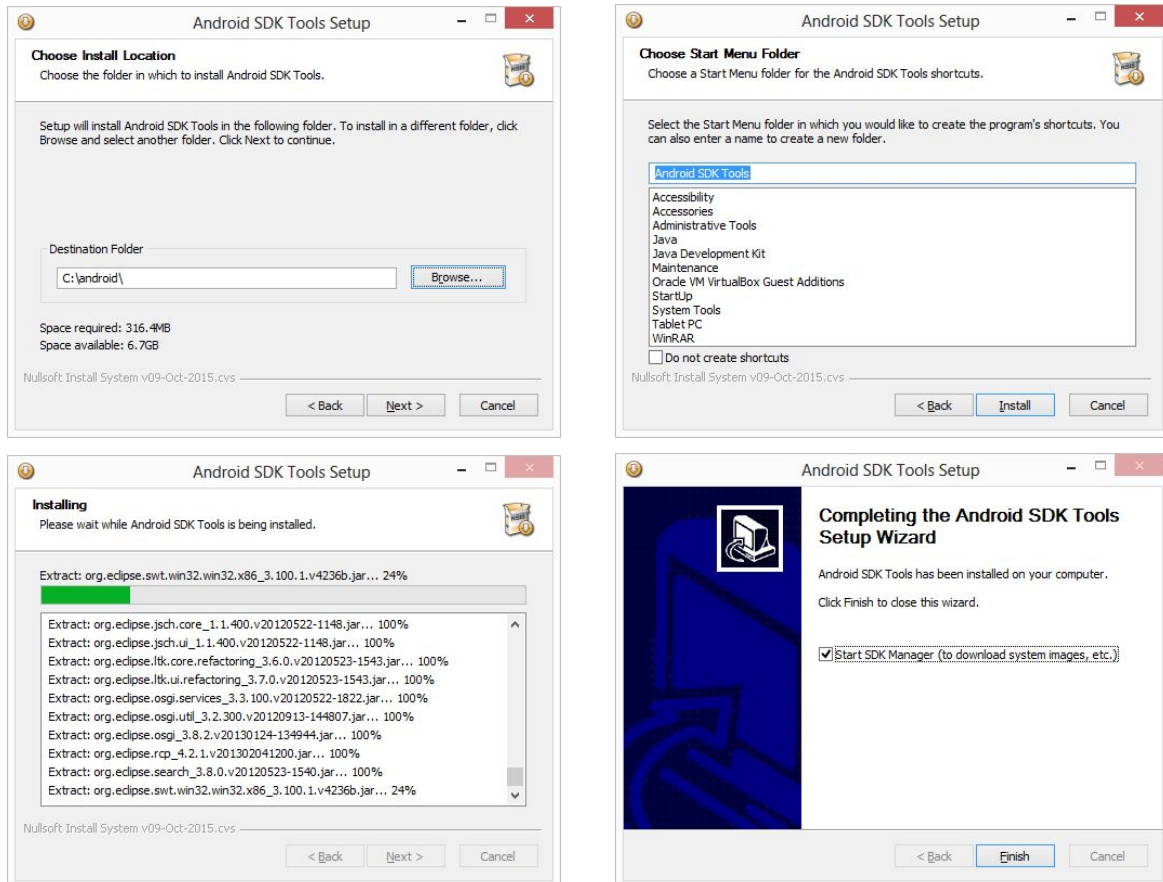 Android SDK Tools Setup
Choose Install Location
Choose the folder in which to install Android SDK Tools.
Setup will install Android SDK Tools in the following folder. To install in a different folder, click
Browse and select another folder. Click Next to continue.
Destination Folder
C:\android\
Browse...
Space required: 316.4MB
Space available: 6.7GB
Nullsoft Install System v09-Oct-2015.cvs
< Back
Next >
Cancel
Android SDK Tools Setup
Choose Start Menu Folder
Choose a Start Menu folder for the Android SDK Tools shortcuts.
Select the Start Menu folder in which you would like to create the program's shortcuts. You
can also enter a name to create a new folder.
Android SDK Tools
Accessibility
Accessories
Administrative Tools
Java
Java Development Kit
Maintenance
Oracle VM VirtualBox Guest Additions
StartUp
System Tools
Tablet PC
WinRAR
Do not create shortcuts
Nullsoft Install System v09-Oct-2015.cvs
< Back
Install
Cancel
Android SDK Tools Setup
Installing
Please wait while Android SDK Tools is being installed.
Extract: org.eclipse.swt.win32.win32.x86_3.100.1.v4236b.jar... 24%
Extract: org.eclipse.jsch.core_1.1.400.v20120522-1148.jar... 100%
Extract: org.eclipse.jsch.ui_1.1.400.v20120522-1148.jar... 100%
Extract: org.eclipse.ltk.core.refactoring_3.6.0.v20120523-1543.jar... 100%
Extract: org.eclipse.ltk.ui.refactoring_3.7.0.v20120523-1543.jar... 100%
Extract: org.eclipse.osgi.services_3.3.100.v20120522-1822.jar... 100%
Extract: org.eclipse.osgi.util_3.2.300.v20120913-144807.jar... 100%
Extract: org.eclipse.osgi_3.8.2.v20130124-134944.jar... 100%
Extract: org.eclipse.rcp_4.2.1.v201302041200.jar... 100%
Extract: org.eclipse.search_3.8.0.v20120523-1540.jar... 100%
Extract: org.eclipse.swt.win32.win32.x86_3.100.1.v4236b.jar... 24%
Nullsoft Install System v09-Oct-2015.cvs
< Back
Next >
Cancel
Android SDK Tools Setup
Completing the Android SDK Tools
Setup Wizard
Android SDK Tools has been installed on your computer.
Click Finish to close this wizard.
Start SDK Manager (to download system images, etc.)
< Back
Finish
Cancel